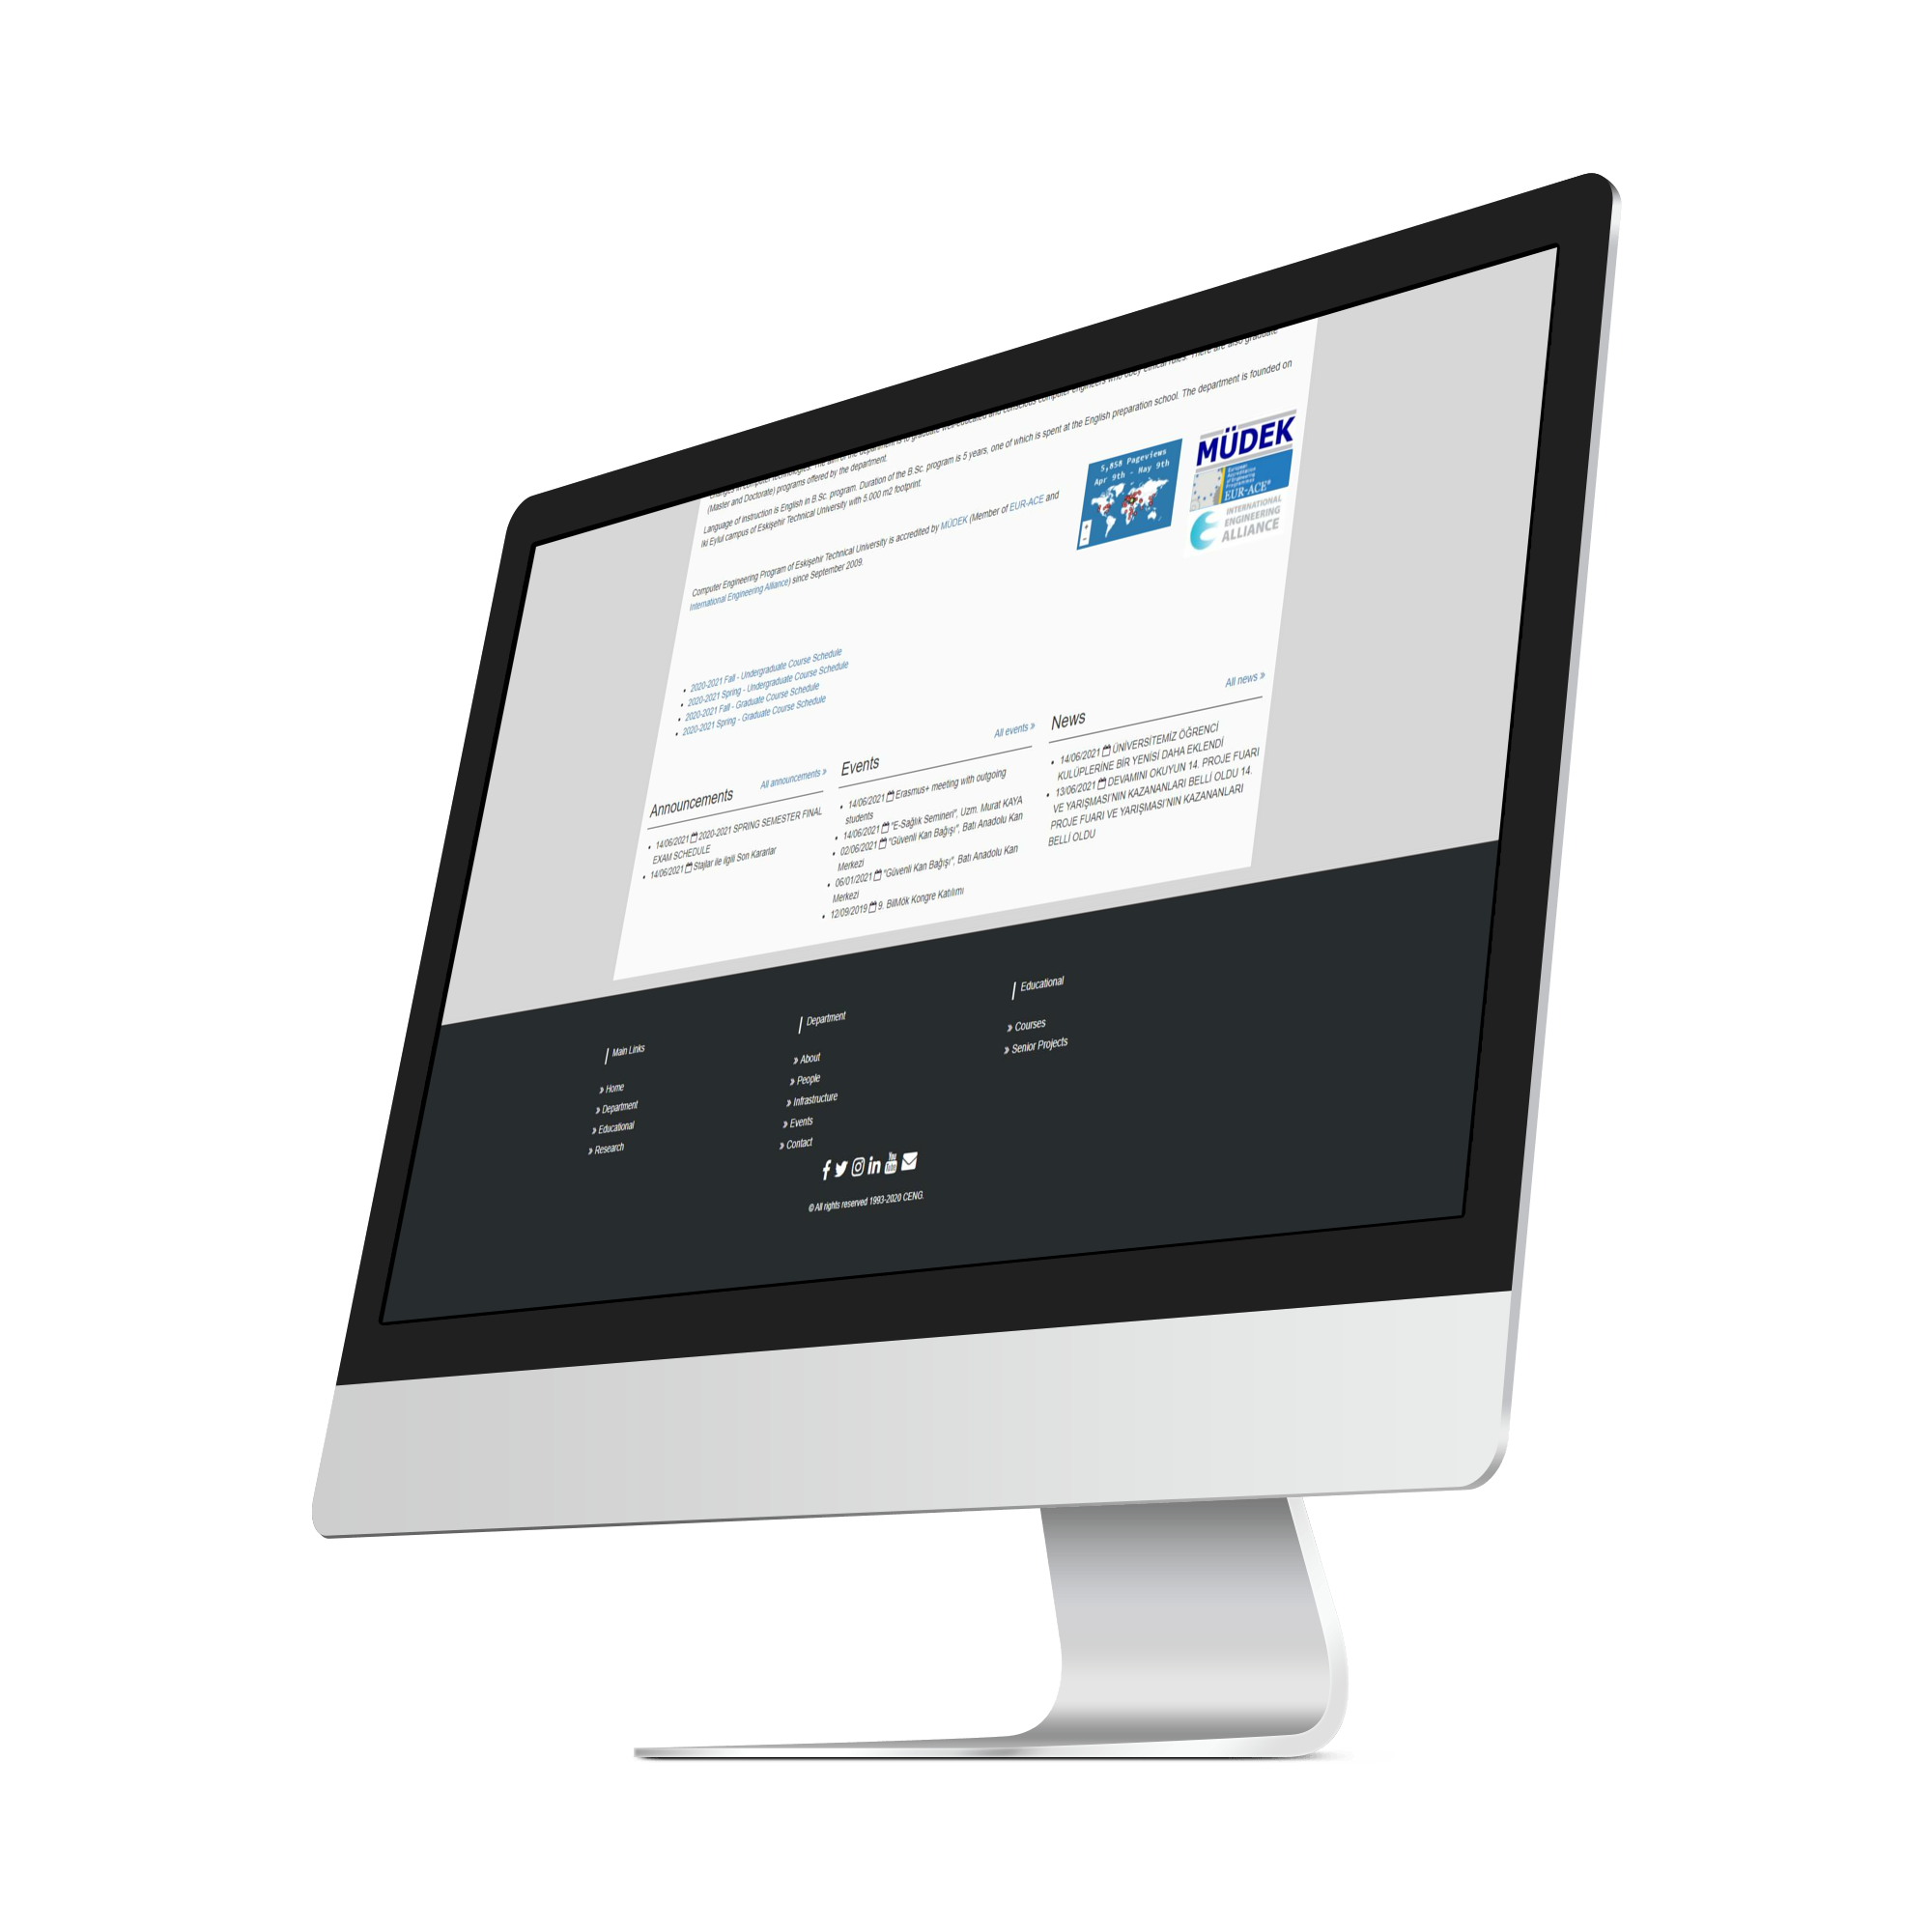 (Master and Doctorate) programs offered by the department.
Language of instruction is English in B.Sc. program. Duration of the B.Sc. program is 5 years, one of which is spent at the English preparation school. The department is founded on
Iki Eylul campus of Eskişehir Technical University with 5.000 m2 footprint.
Computer Engineering Program of Eskişehir Technical University is accredited by MÜDEK (Member of EUR-ACE and
International Engineering Alliance) since September 2009.
5,858 Pageviews
Apr 9th - May 9th
+
-
MÜDEK
European
Accreditation
of Engineering
Programmes
EUR-ACE®
INTERNATIONAL
ENGINEERING
ALLIANCE
2020-2021 Fall - Undergraduate Course Schedule
2020-2021 Spring - Undergraduate Course Schedule
2020-2021 Fall - Graduate Course Schedule
2020-2021 Spring - Graduate Course Schedule
Announcements
All announcements »
14/06/2021 2020-2021 SPRING SEMESTER FINAL
EXAM SCHEDULE
14/06/2021 Stajlar ile ilgili Son Kararlar
Events
All events »
14/06/2021 Erasmus+ meeting with outgoing
students
14/06/2021 "E-Sağlık Semineri", Uzm. Murat KAYA
02/06/2021 "Güvenli Kan Bağışı", Batı Anadolu Kan
Merkezi
06/01/2021 "Güvenli Kan Bağışı", Batı Anadolu Kan
Merkezi
12/09/2019 9. BilMök Kongre Katılımı
News
All news »
14/06/2021 ÜNİVERSİTEMİZ ÖĞRENCİ
KULÜPLERİNE BİR YENİSİ DAHA EKLENDİ
13/06/2021 DEVAMINI OKUYUN 14. PROJE FUARI
VE YARIŞMASI'NIN KAZANANLARI BELLİ OLDU 14.
PROJE FUARI VE YARIŞMASI'NIN KAZANANLARI
BELLİ OLDU
Main Links
» Home
» Department
» Educational
» Research
Department
» About
» People
» Infrastructure
» Events
» Contact
Educational
» Courses
» Senior Projects
You
Tube
© All rights reserved 1993-2020 CENG.